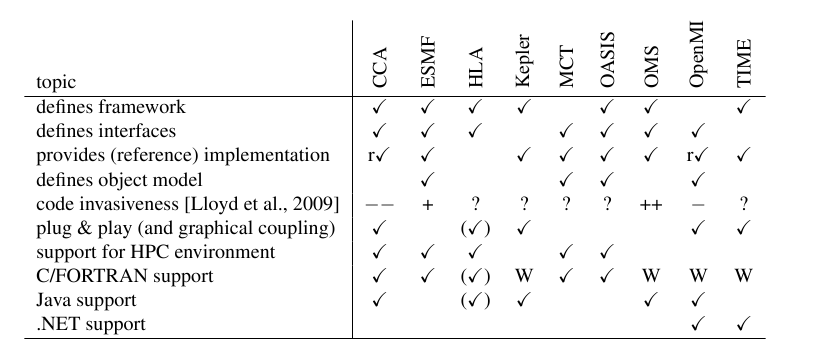 topic CCA ESMF HLA Kepler MCT OASIS OMS OpenMI TIME
defines framework ✓ ✓ ✓ ✓ ✓ ✓ ✓
defines interfaces ✓ ✓ ✓ ✓ ✓ ✓ ✓
provides (reference) implementation r✓ ✓ ✓ ✓ ✓ ✓ r✓ ✓
defines object model ✓ ✓ ✓ ✓
code invasiveness [Lloyd et al., 2009] −− + ? ? ? ? ++ − ?
plug & play (and graphical coupling) ✓ (✓) ✓ ✓ ✓
support for HPC environment ✓ ✓ ✓ ✓ ✓
C/FORTRAN support ✓ ✓ (✓) W ✓ ✓ W W W
Java support ✓ (✓) ✓ ✓ ✓
.NET support ✓ ✓